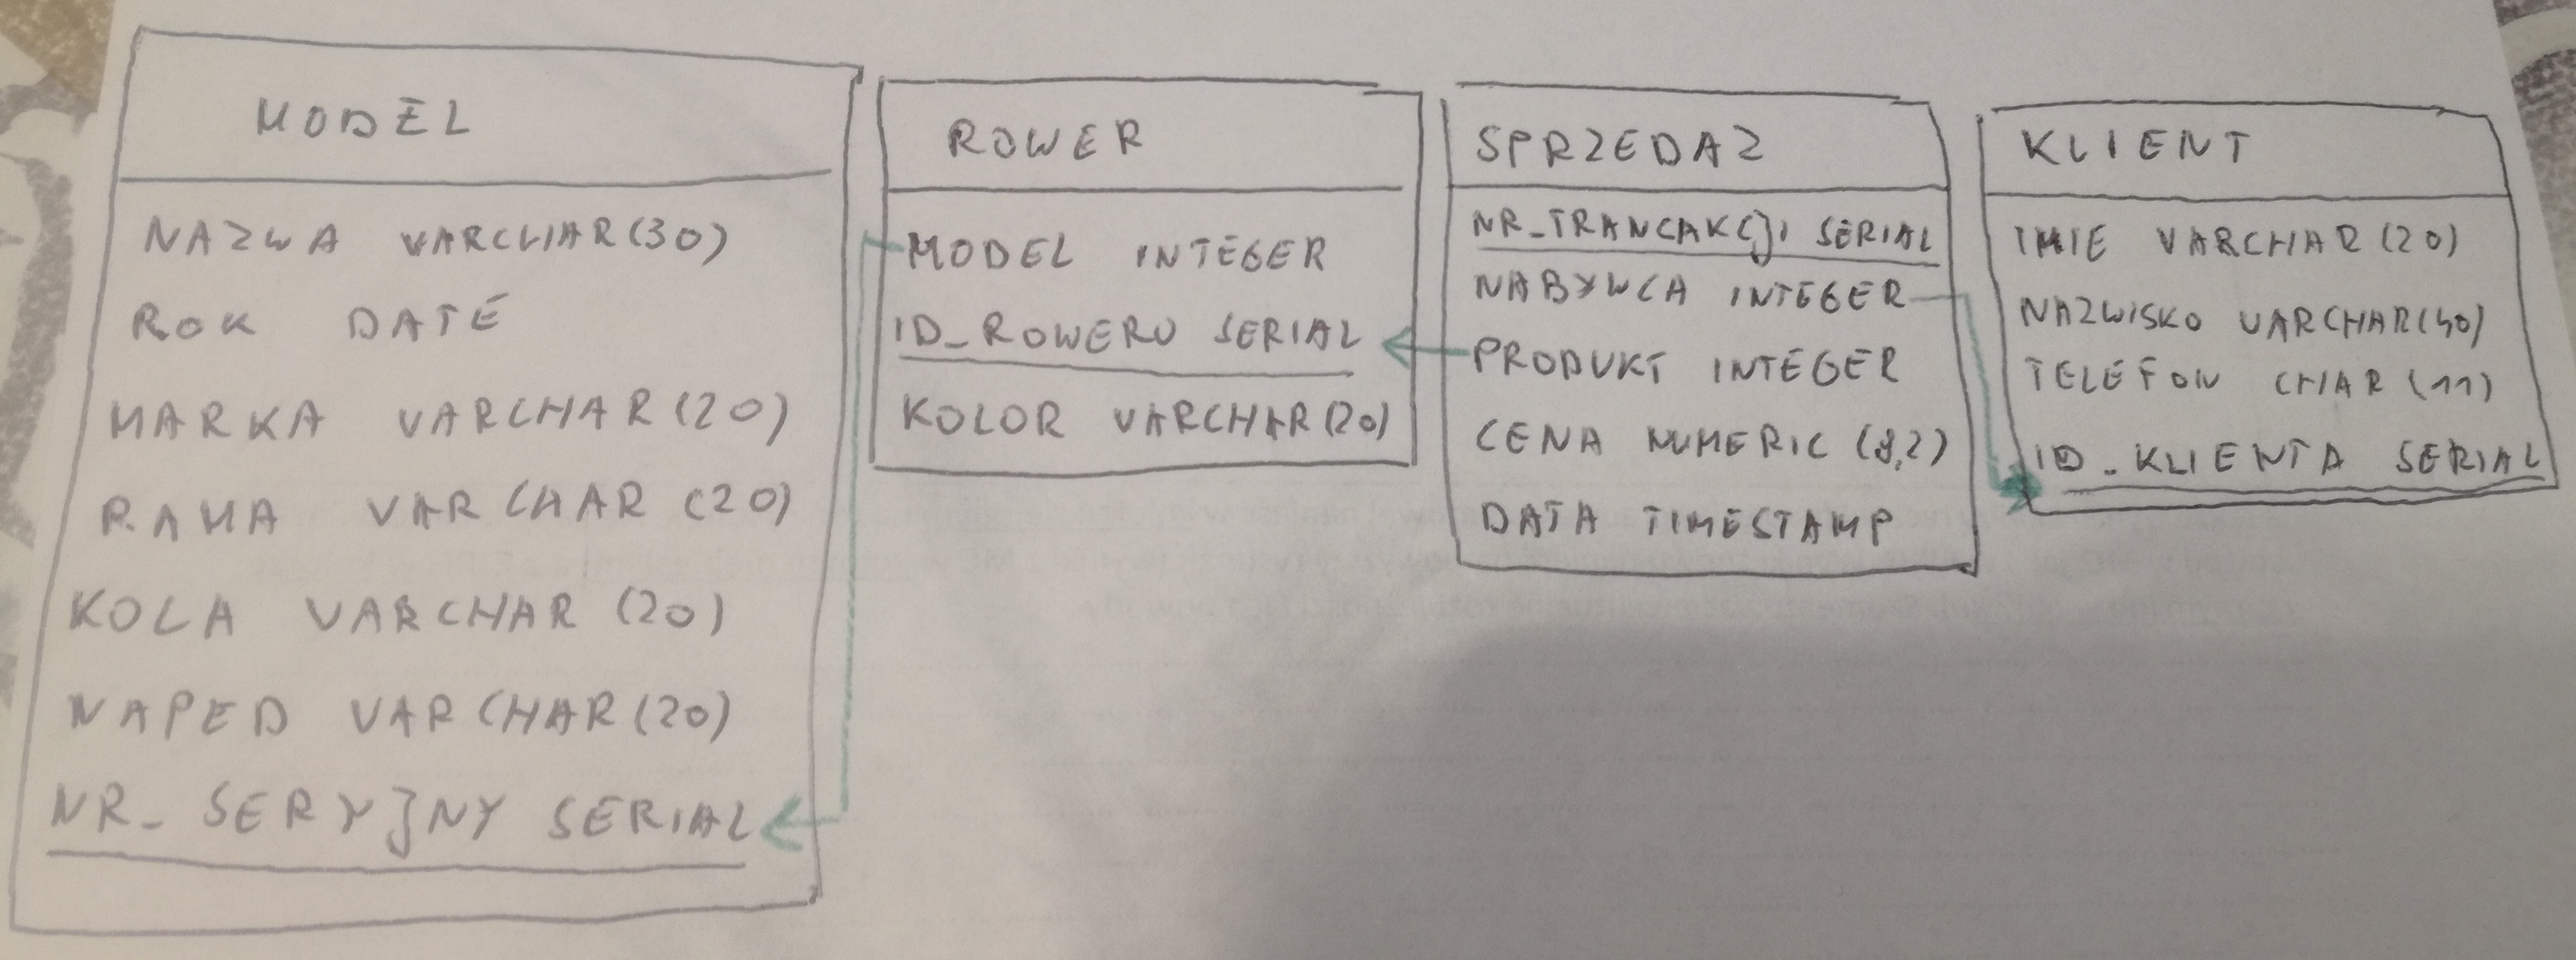 MODEL
NAZWA VARCHAR(30)
ROK DATE
MARKA VARCHAR(20)
RAMA VARCHAR (20)
KOLA VARCHAR (20)
NAPED VARCHAR(20)
NR_SERYJNY SERIAL
ROWER
MODEL INTEGER
ID_ROWERU SERIAL
KOLOR VARCHAR(20)
SPRZEDAZ
NR_TRANCAKCJI SERIAL
NABYWCA INTEGER
PRODUKT INTEGER
CENA NUMERIC (8,2)
DATA TIMESTAMP
KLIENT
IMIE VARCHAR (20)
NAZWISKO VARCHAR(40)
TELEFON CHAR (11)
ID_KLIENTA SERIAL